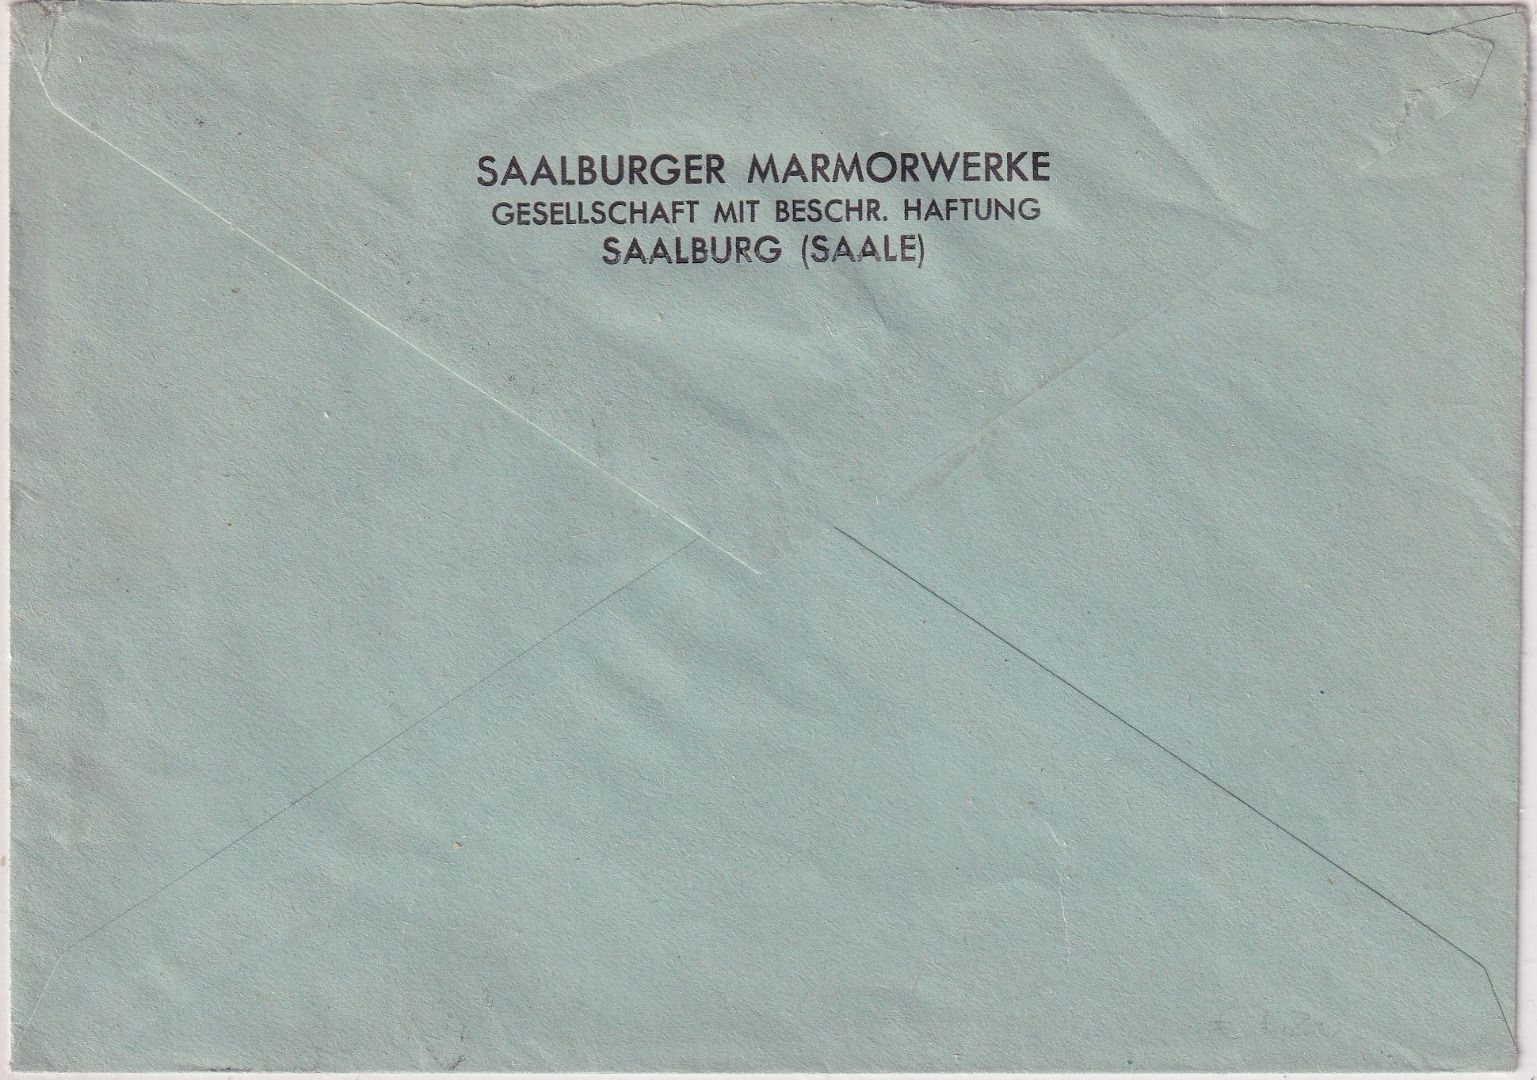 SAALBURGER MARMORWERKE
GESELLSCHAFT MIT BESCHR. HAFTUNG
SAALBURG (SAALE)